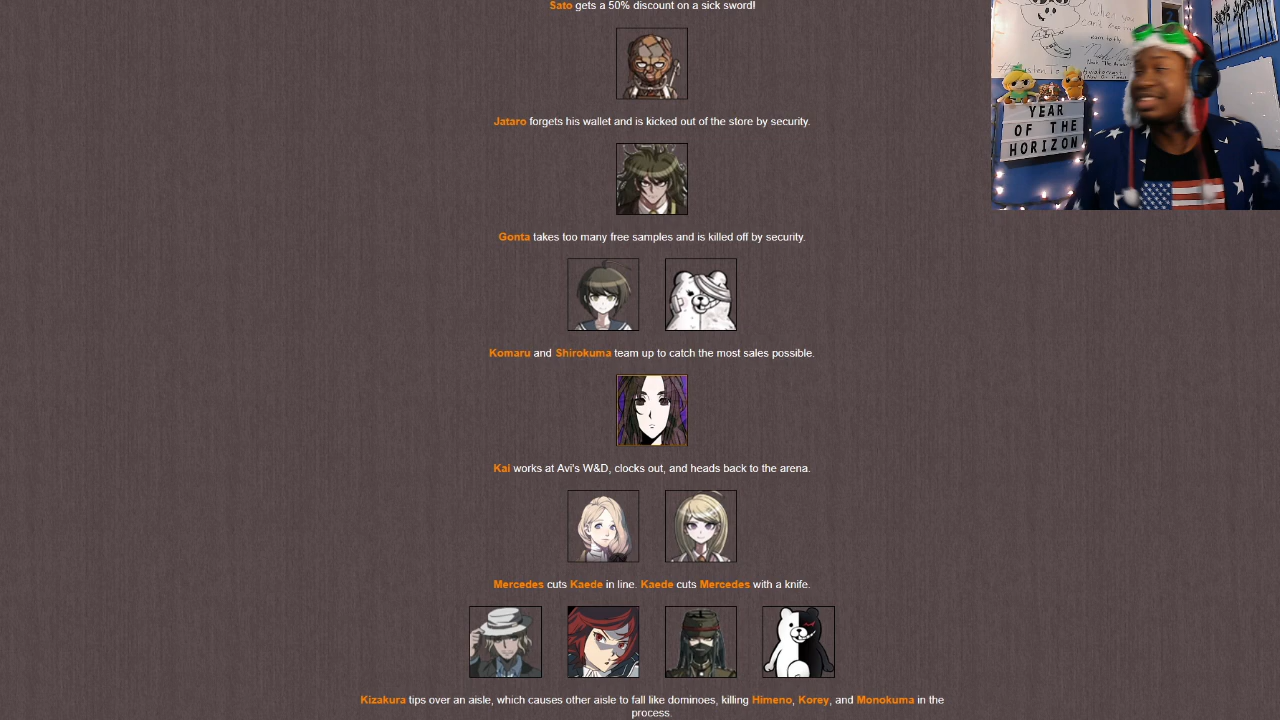 Sato gets a 50% discount on a sick sword!
Jataro forgets his wallet and is kicked out of the store by security.
Gonta takes too many free samples and is killed off by security.
Komaru and Shirokuma team up to catch the most sales possible.
Kai works at Avi's W&D, clocks out, and heads back to the arena.
Mercedes cuts Kaede in line. Kaede cuts Mercedes with a knife.
Kizakura tips over an aisle, which causes other aisle to fall like dominoes, killing Himeno, Korey, and Monokuma in the
process.
YEAR
OF THE
HORIZON